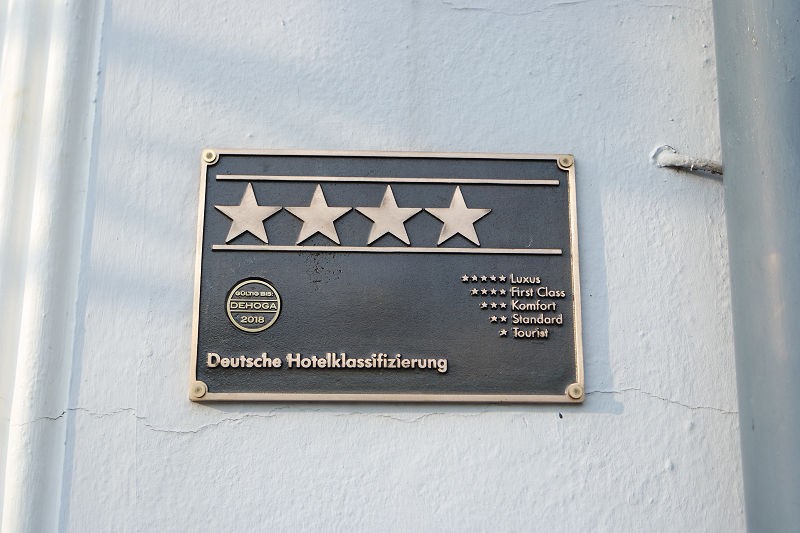 GÜLTIG BIS:
DEHOGA
2018
★★★★★ Luxus
★★★★ First Class
★★★ Komfort
★★ Standard
★ Tourist
Deutsche Hotelklassifizierung